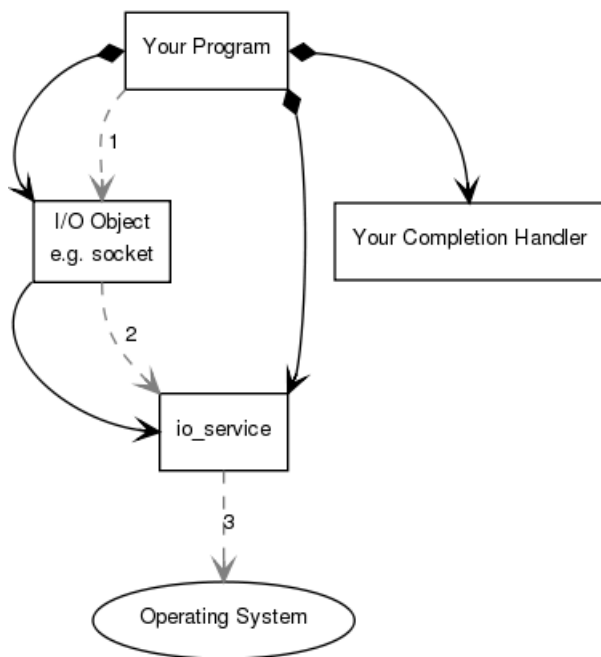 Your Program
1
I/O Object
e.g. socket
Your Completion Handler
2
io_service
3
Operating System